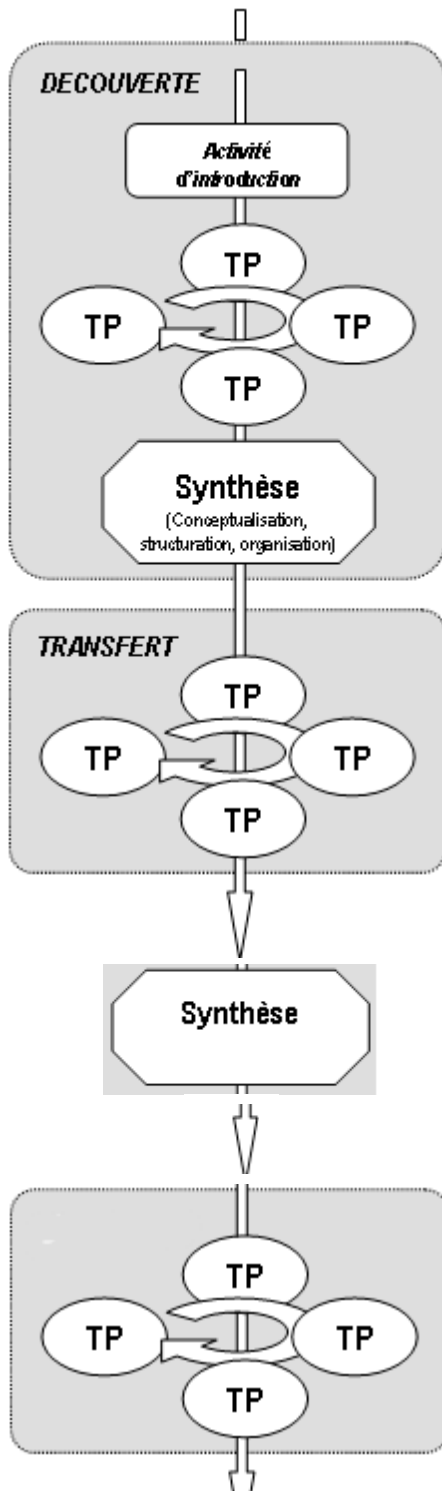 DECOUVERTE
Activité
d'introduction
TP
TP TP
TP
Synthèse
(Conceptualisation,
structuration, organisation)
TRANSFERT
TP
TP TP
TP
Synthèse
TP
TP TP
TP